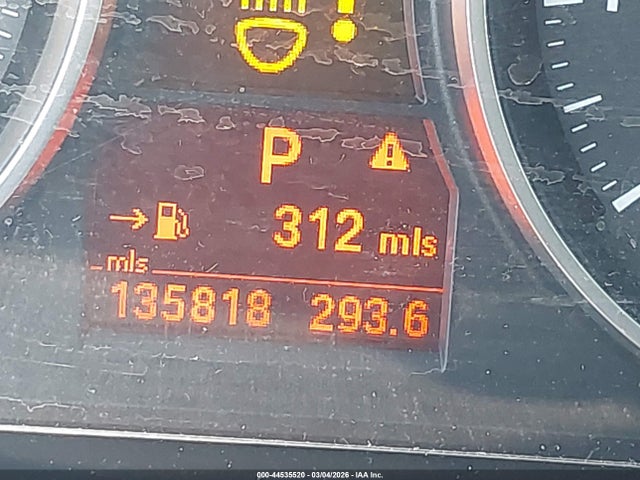 P
312 mls
mls
135818 293.6
000-44535520 - 03/04/2026 - IAA Inc.